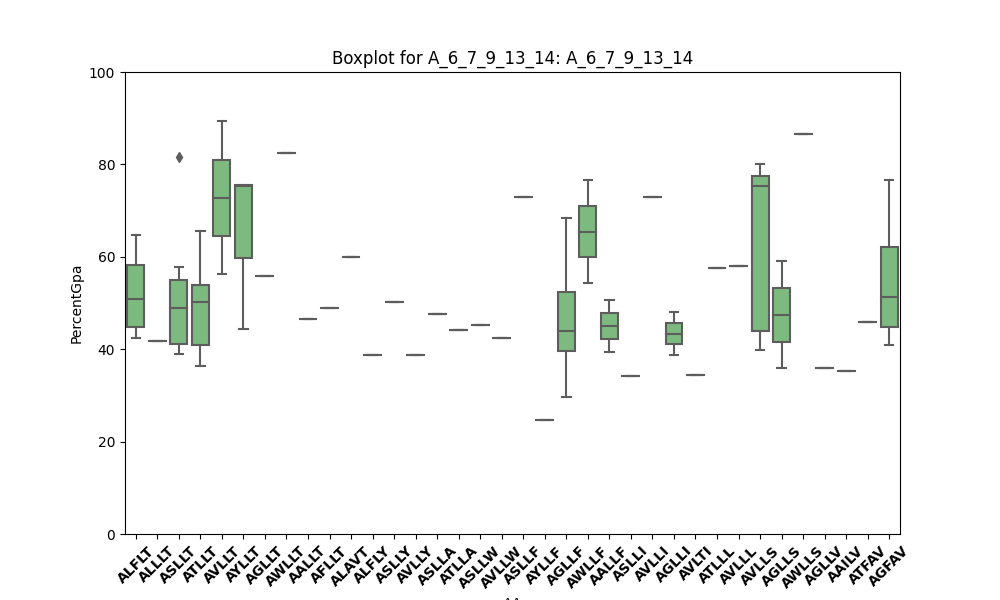 Boxplot for A_6_7_9_13_14: A_6_7_9_13_14
PercentGpa
100
80
60
40
20
0
ALFLT
ALLLT
ASLLT
ATLLT
AVLLT
AYLLT
AGLLT
AWLLT
AALLT
AFLLT
ALAVT
ALFLY
ASLLY
AVLLY
ASLLA
ATLLA
ASLLW
AVLLW
ASLLF
AYLLF
AGLLF
AWLLF
AALLF
ASLLI
AVLLI
AGLLI
AVLTI
ATLLL
AVLLL
AVLLS
AGLLS
AWLLS
AGLLV
AAILV
ATFAV
AGFAV